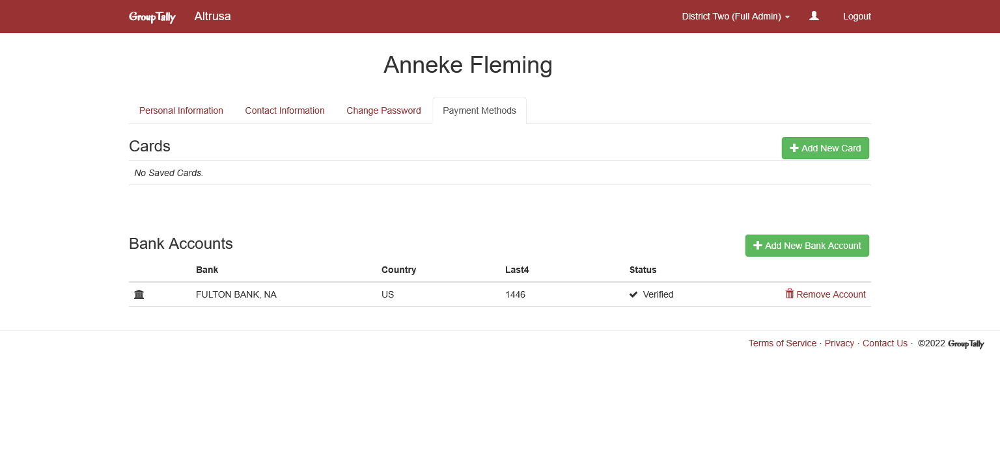 GroupTally Altrusa District Two (Full Admin) Logout
Anneke Fleming
Personal Information Contact Information Change Password Payment Methods
Cards Add New Card
No Saved Cards.
Bank Accounts Add New Bank Account
Bank Country Last4 Status
FULTON BANK, NA US 1446 Verified Remove Account
Terms of Service · Privacy · Contact Us · ©2022 GroupTally